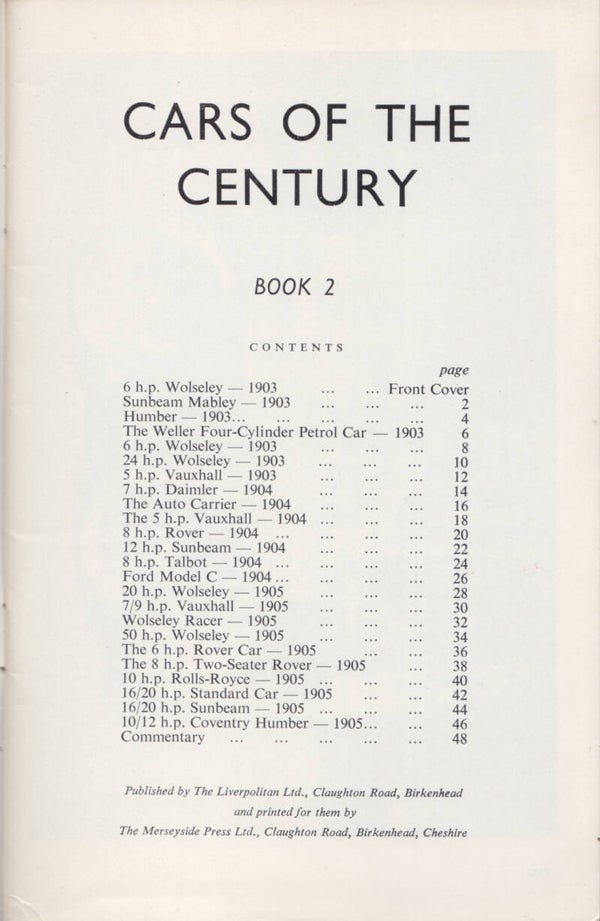 CARS OF THE
CENTURY
BOOK 2
CONTENTS
page
6 h.p. Wolseley — 1903 ... ... Front Cover
Sunbeam Mabley — 1903 ... ... ... 2
Humber — 1903... ... ... ... ... 4
The Weller Four-Cylinder Petrol Car — 1903 6
6 h.p. Wolseley — 1903 ... ... ... 8
24 h.p. Wolseley — 1903 ... ... ... 10
5 h.p. Vauxhall — 1903 ... ... ... 12
7 h.p. Daimler — 1904 ... ... ... 14
The Auto Carrier — 1904 ... ... ... 16
The 5 h.p. Vauxhall — 1904 ... ... ... 18
8 h.p. Rover — 1904 ... ... ... ... 20
12 h.p. Sunbeam — 1904 ... ... ... 22
8 h.p. Talbot — 1904 ... ... ... ... 24
Ford Model C — 1904 ... ... ... ... 26
20 h.p. Wolseley — 1905 ... ... ... 28
7/9 h.p. Vauxhall — 1905 ... ... ... 30
Wolseley Racer — 1905 ... ... ... 32
50 h.p. Wolseley — 1905 ... ... ... 34
The 6 h.p. Rover Car — 1905 ... ... 36
The 8 h.p. Two-Seater Rover — 1905 ... 38
10 h.p. Rolls-Royce — 1905 ... ... ... 40
16/20 h.p. Standard Car — 1905 ... ... 42
16/20 h.p. Sunbeam — 1905 ... ... ... 44
10/12 h.p. Coventry Humber — 1905... ... 46
Commentary ... ... ... ... ... 48
Published by The Liverpolitan Ltd., Claughton Road, Birkenhead
and printed for them by
The Merseyside Press Ltd., Claughton Road, Birkenhead, Cheshire